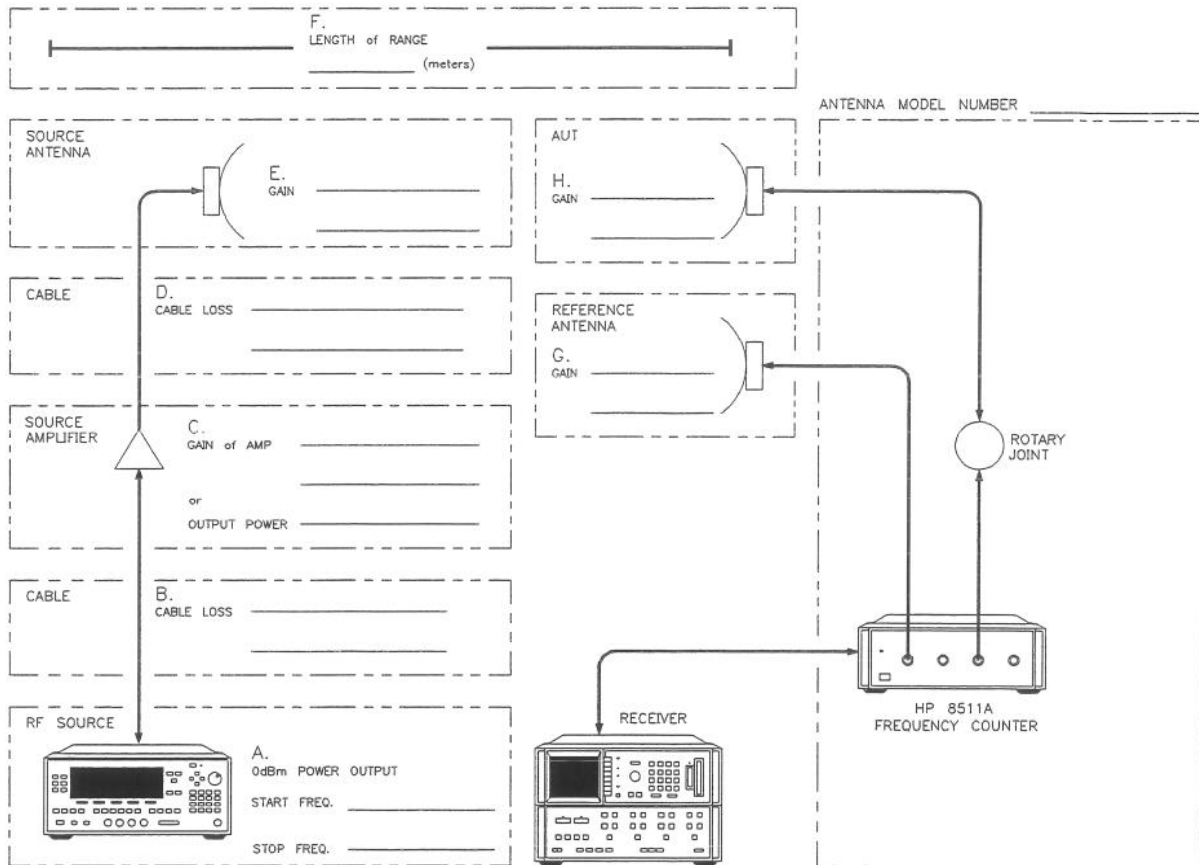 F.
LENGTH of RANGE
(meters)
ANTENNA MODEL NUMBER
SOURCE
ANTENNA
E.
GAIN
AUT
H.
GAIN
CABLE
D.
CABLE LOSS
REFERENCE
ANTENNA
G.
GAIN
SOURCE
AMPLIFIER
C.
GAIN of AMP
or
OUTPUT POWER
ROTARY
JOINT
CABLE
B.
CABLE LOSS
HP 8511A
FREQUENCY COUNTER
RF SOURCE
A.
0dBm POWER OUTPUT
START FREQ.
STOP FREQ.
RECEIVER